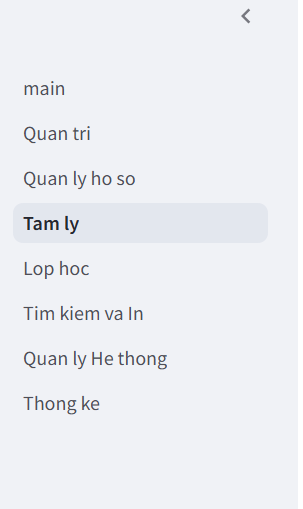 main
Quan tri
Quan ly ho so
Tam ly
Lop hoc
Tim kiem va In
Quan ly He thong
Thong ke